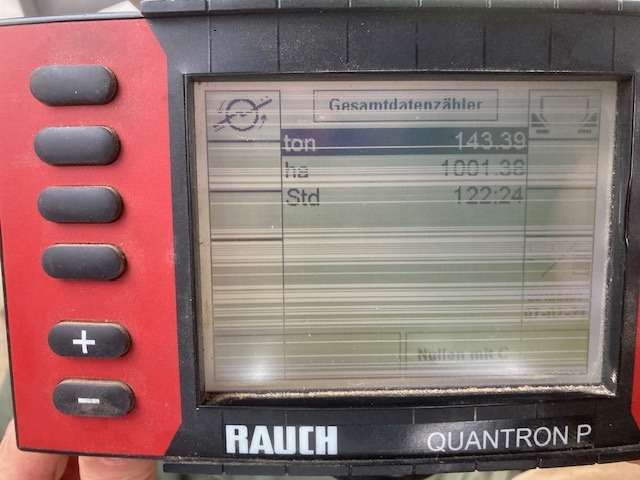 Gesamtdatenzähler
ton 143.39
ha 1001.38
Std 122:24
Nullen mit C
+
-
RAUCH
QUANTRON P